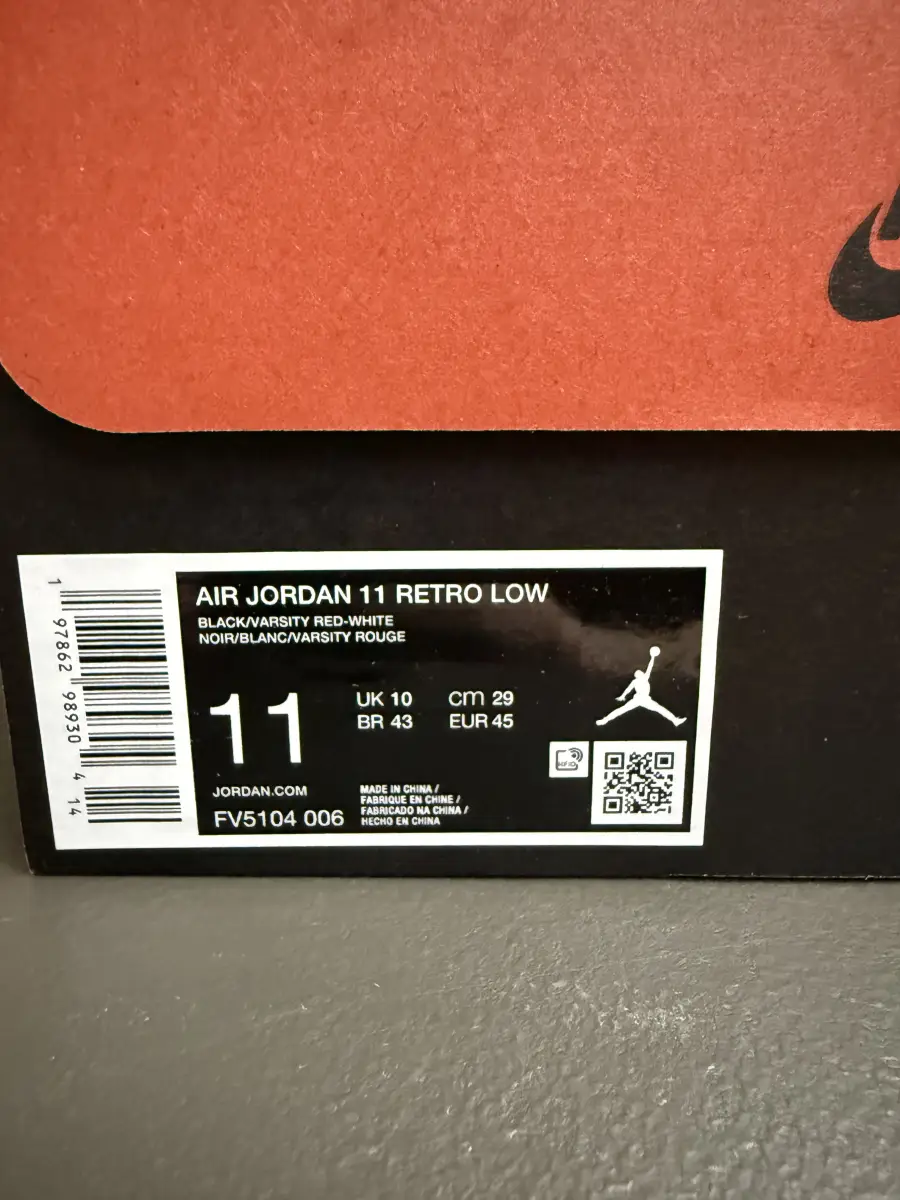 AIR JORDAN 11 RETRO LOW
BLACK/VARSITY RED-WHITE
NOIR/BLANC/VARSITY ROUGE
11
UK 10 cm 29
BR 43 EUR 45
JORDAN.COM
FV5104 006
MADE IN CHINA /
FABRIQUE EN CHINE /
FABRICADO NA CHINA /
HECHO EN CHINA
RFID
1 97862 98930 4 14